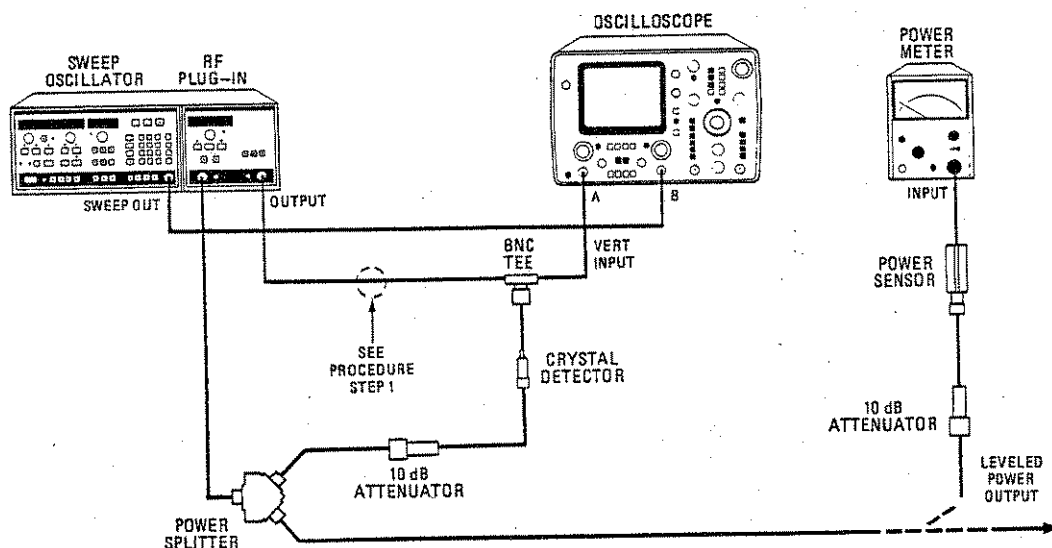 OSCILLOSCOPE
POWER
METER
SWEEP
OSCILLATOR
RF
PLUG-IN
SWEEP OUT
OUTPUT
A
B
INPUT
VERT
INPUT
BNC
TEE
POWER
SENSOR
SEE
PROCEDURE
STEP 1
CRYSTAL
DETECTOR
10 dB
ATTENUATOR
10 dB
ATTENUATOR
LEVELED
POWER
OUTPUT
POWER
SPLITTER